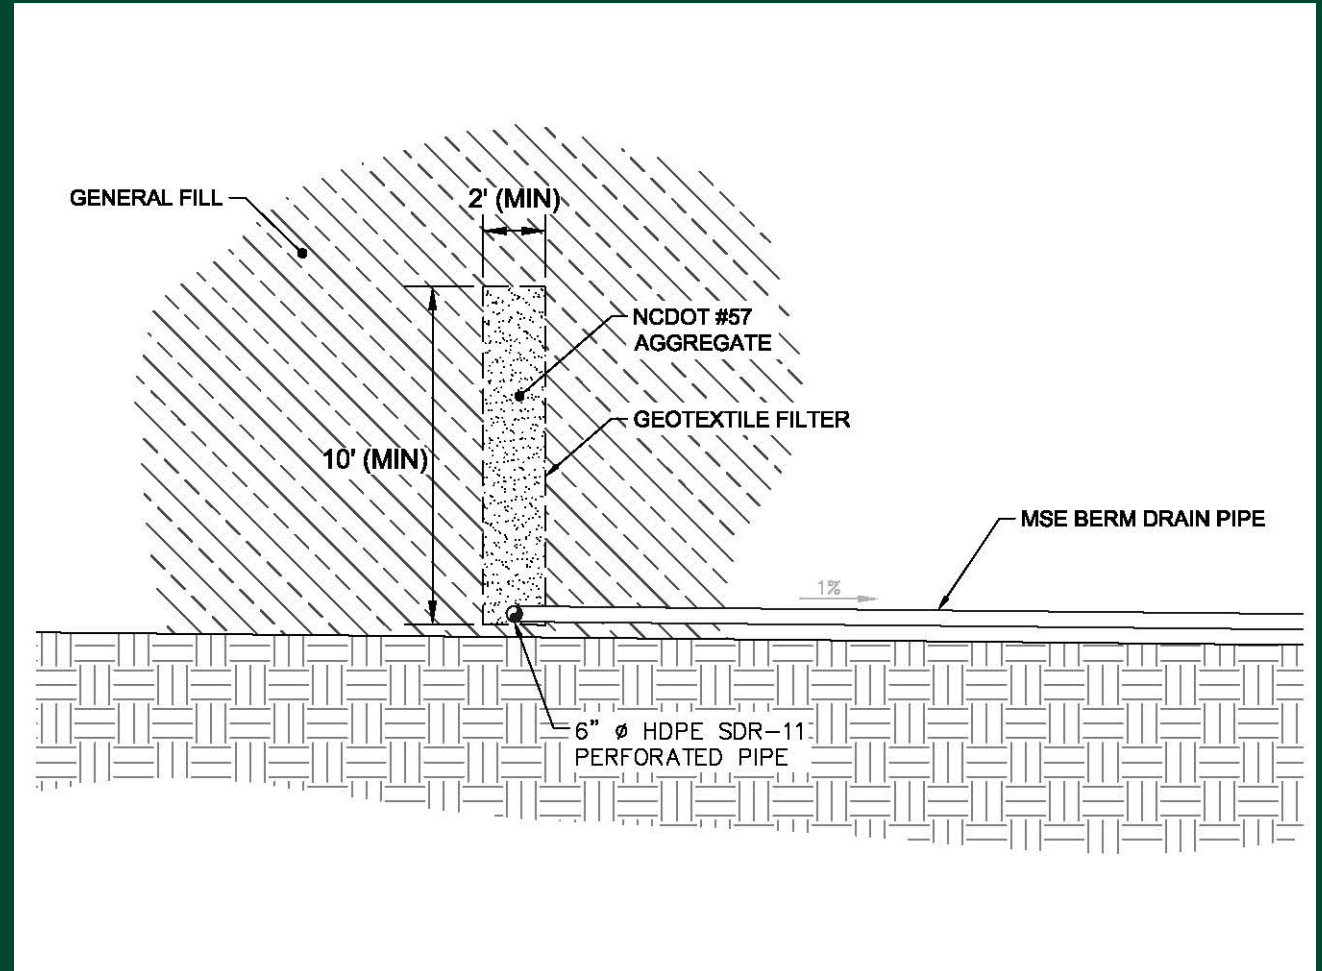 GENERAL FILL
2' (MIN)
NCDOT #57
AGGREGATE
GEOTEXTILE FILTER
10' (MIN)
MSE BERM DRAIN PIPE
1%
6" ø HDPE SDR-11
PERFORATED PIPE